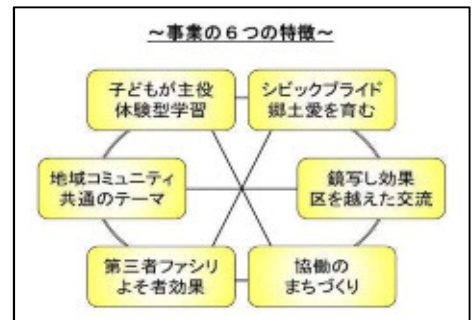 ～事業の６つの特徴～
子どもが主役
体験型学習
シビックプライド
郷土愛を育む
地域コミュニティ
共通のテーマ
鏡写し効果
区を越えた交流
第三者ファシリ
よそ者効果
協働の
まちづくり